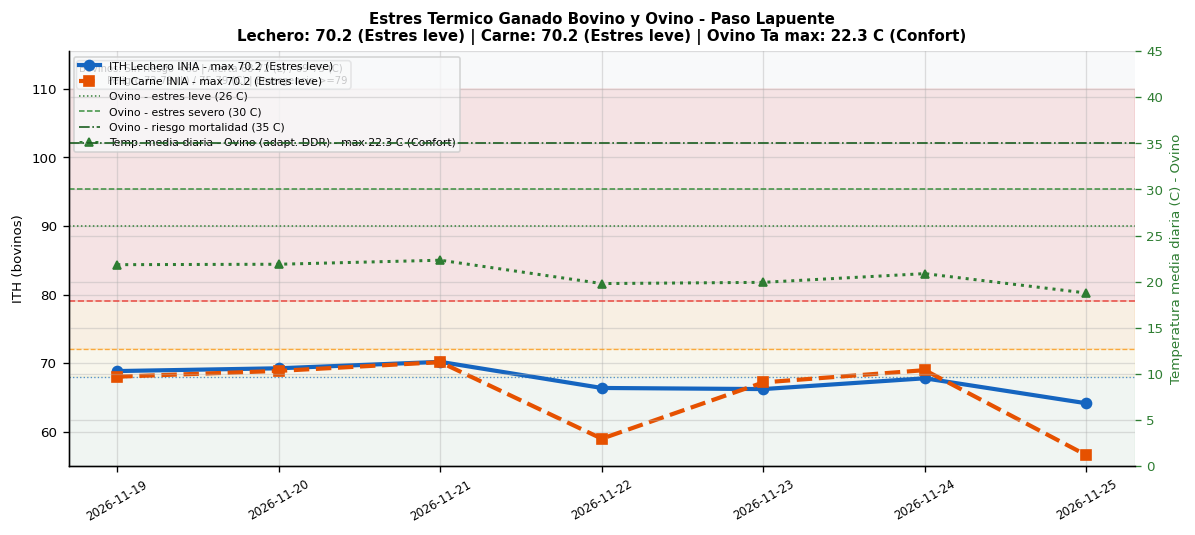 Estres Termico Ganado Bovino y Ovino - Paso Lapuente
Lechero: 70.2 (Estres leve) | Carne: 70.2 (Estres leve) | Ovino Ta max: 22.3 C (Confort)
ITH Lechero INIA - max 70.2 (Estres leve)
ITH Carne INIA - max 70.2 (Estres leve)
Ovino - estres leve (26 C)
Ovino - estres severo (30 C)
Ovino - riesgo mortalidad (35 C)
Temp. media diaria - Ovino (adapt. DDR) - max 22.3 C (Confort)
ITH (bovinos)
110
100
90
80
70
60
45
40
35
30
25
20
15
10
5
0
Temperatura media diaria (C) - Ovino
2026-11-19
2026-11-20
2026-11-21
2026-11-22
2026-11-23
2026-11-24
2026-11-25